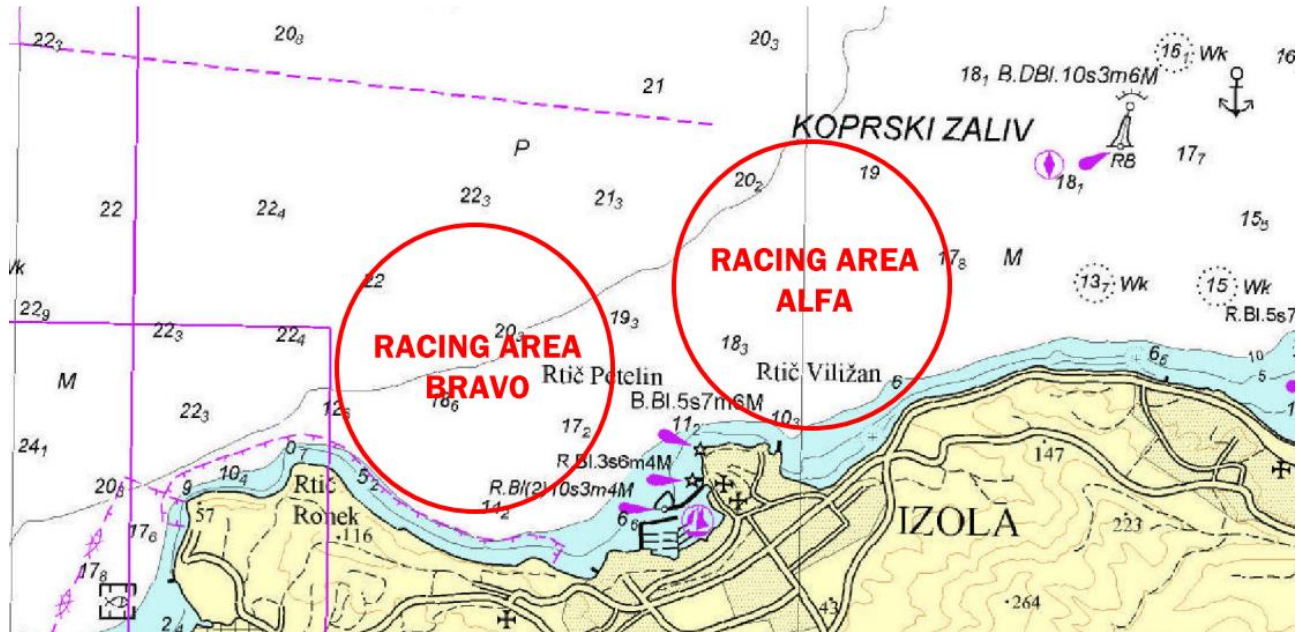 22₃
20₈
20₃
16₁ Wk
21
18₁ B.DBl.10s3m6M
KOPRSKI ZALIV
P
RB
17₇
22
22₄
22₃
21₃
20₂
19
18₁
15₅
RACING AREA
ALFA
17₈
M
13₇ Wk
15 Wk
22
22₉
22₃
22₄
20₃
19₃
R.Bl.5s7
RACING AREA
BRAVO
18₃
Rtič Petelin
Rtič Viližan
6
6₆
10
5
M
22₃
12₆
18₆
B.Bl.5s7m6M
10₃
17₂
11₂
24₁
0₇
R.Bl.3s6m4M
147
10₄
5₂
20₃
9
Rtič
Ronek
R.Bl(2)10s3m4M
57
14₂
6₆
IZOLA
223
17₆
116
17₈
43
264
2₄